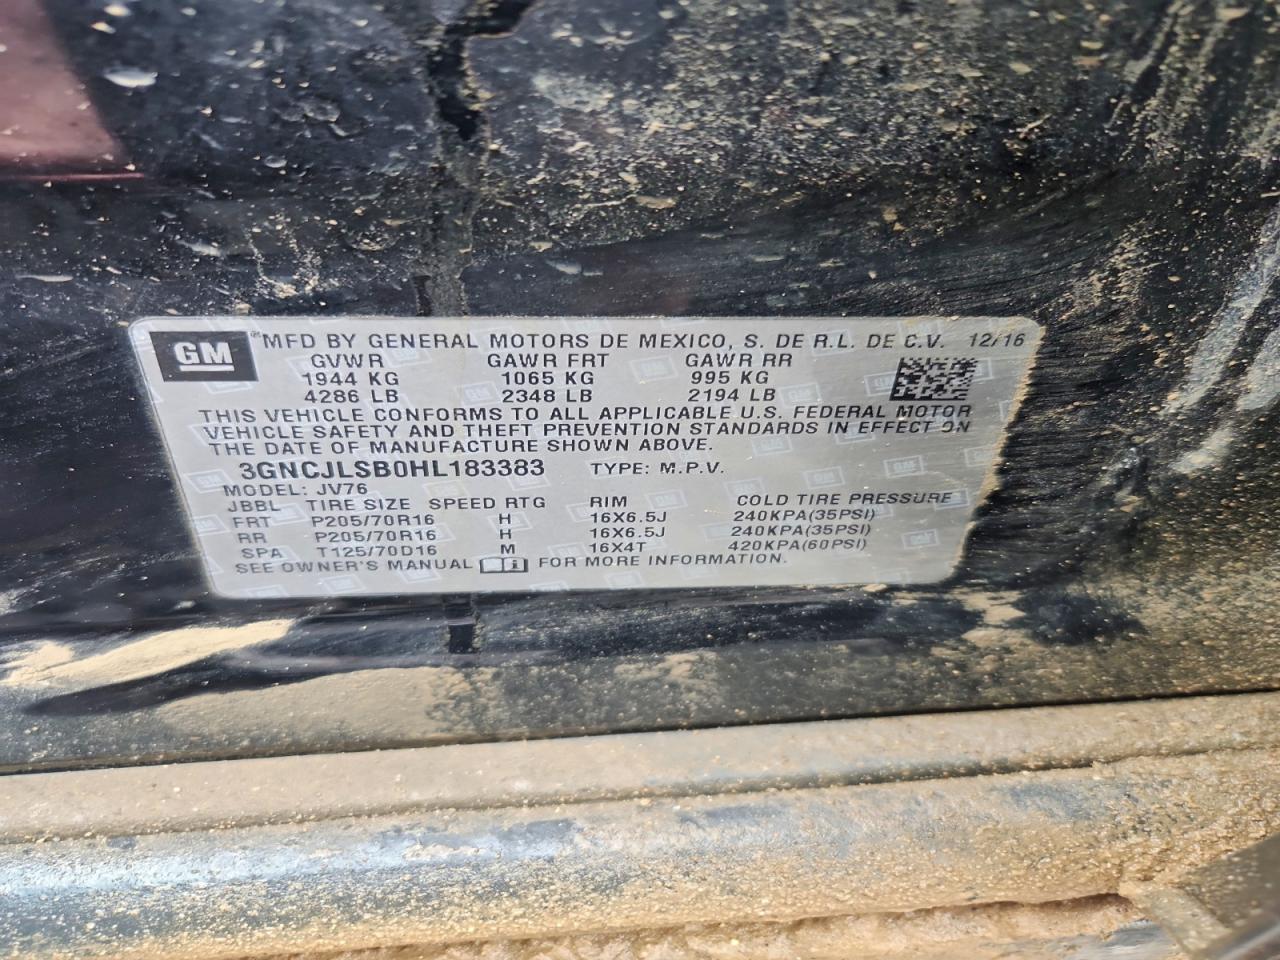 GM
MFD BY GENERAL MOTORS DE MEXICO, S. DE R.L. DE C.V. 12/16
GVWR GAWR FRT GAWR RR
1944 KG 1065 KG 995 KG
4286 LB 2348 LB 2194 LB
THIS VEHICLE CONFORMS TO ALL APPLICABLE U.S. FEDERAL MOTOR
VEHICLE SAFETY AND THEFT PREVENTION STANDARDS IN EFFECT ON
THE DATE OF MANUFACTURE SHOWN ABOVE.
3GNCJLSB0HL183383 TYPE: M.P.V.
MODEL: JV76
JBBL TIRE SIZE SPEED RTG RIM COLD TIRE PRESSURE
FRT P205/70R16 H 16X6.5J 240KPA(35PSI)
RR P205/70R16 H 16X6.5J 240KPA(35PSI)
SPA T125/70D16 M 16X4T 420KPA(60PSI)
SEE OWNER'S MANUAL FOR MORE INFORMATION.